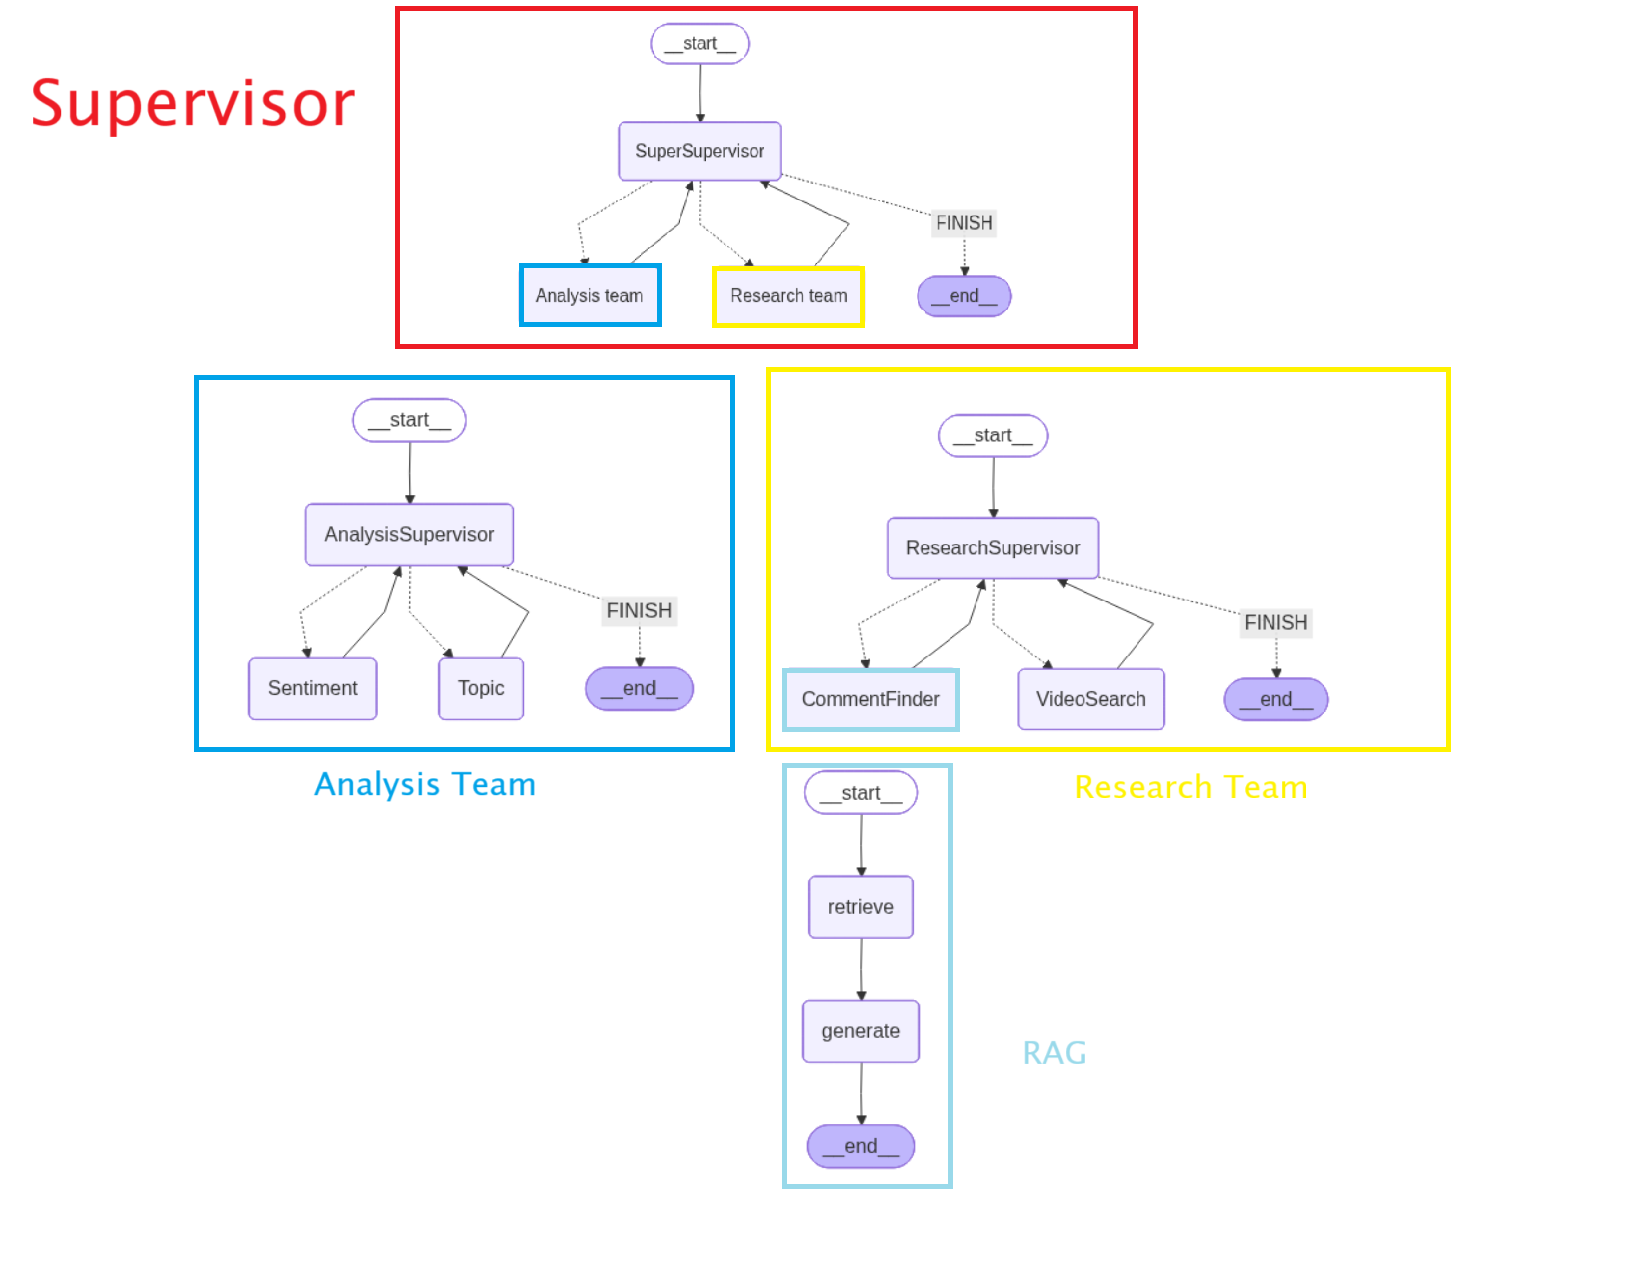 Supervisor
__start__
SuperSupervisor
FINISH
Analysis team
Research team
__end__
__start__
AnalysisSupervisor
FINISH
Sentiment
Topic
__end__
Analysis Team
__start__
ResearchSupervisor
FINISH
CommentFinder
VideoSearch
__end__
Research Team
__start__
retrieve
generate
__end__
RAG